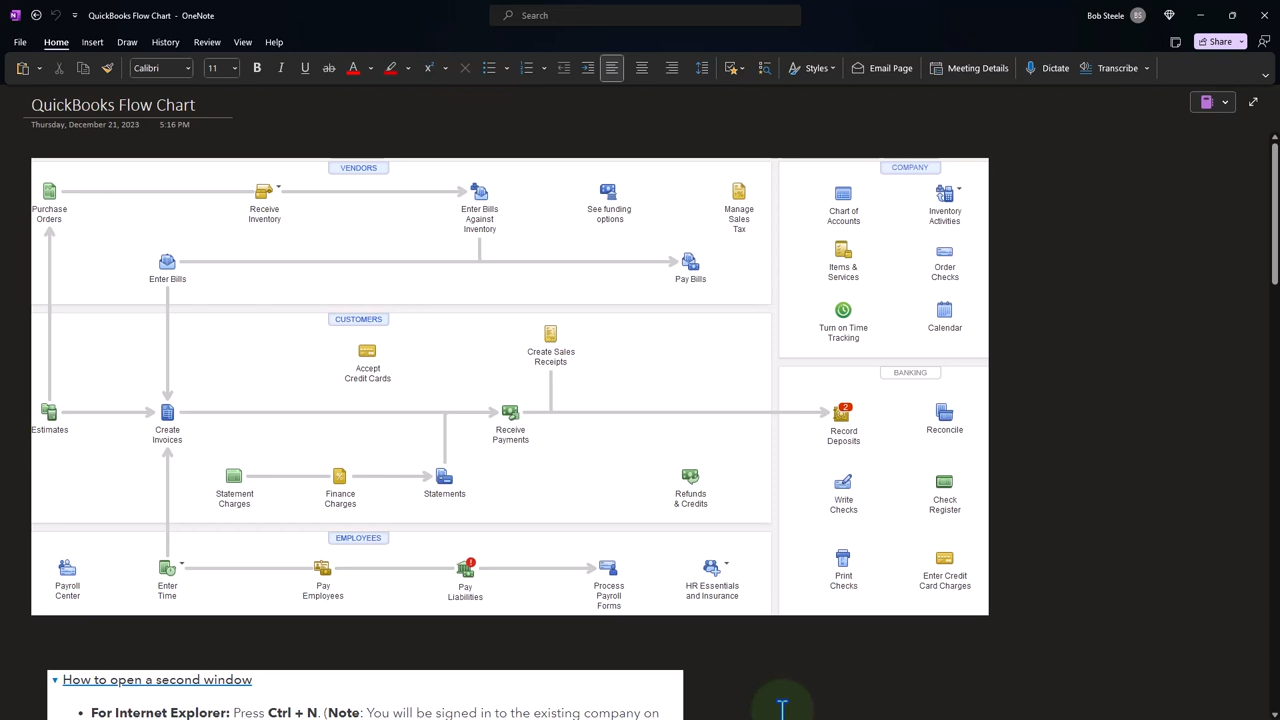 QuickBooks Flow Chart - OneNote
Search
Bob Steele
BS
File
Home
Insert
Draw
History
Review
View
Help
Share
Calibri
11
B
I
U
ab
A
Styles
Email Page
Meeting Details
Dictate
Transcribe
QuickBooks Flow Chart
Thursday, December 21, 2023
5:16 PM
VENDORS
Purchase
Orders
Receive
Inventory
Enter Bills
Against
Inventory
See funding
options
Manage
Sales
Tax
Enter Bills
Pay Bills
COMPANY
Chart of
Accounts
Inventory
Activities
Items &
Services
Order
Checks
Turn on Time
Tracking
Calendar
CUSTOMERS
Accept
Credit Cards
Create Sales
Receipts
Estimates
Create
Invoices
Receive
Payments
Statement
Charges
Finance
Charges
Statements
Refunds
& Credits
BANKING
2
Record
Deposits
Reconcile
Write
Checks
Check
Register
Print
Checks
Enter Credit
Card Charges
EMPLOYEES
Payroll
Center
Enter
Time
Pay
Employees
Pay
Liabilities
Process
Payroll
Forms
HR Essentials
and Insurance
How to open a second window
• For Internet Explorer: Press Ctrl + N. (Note: You will be signed in to the existing company on